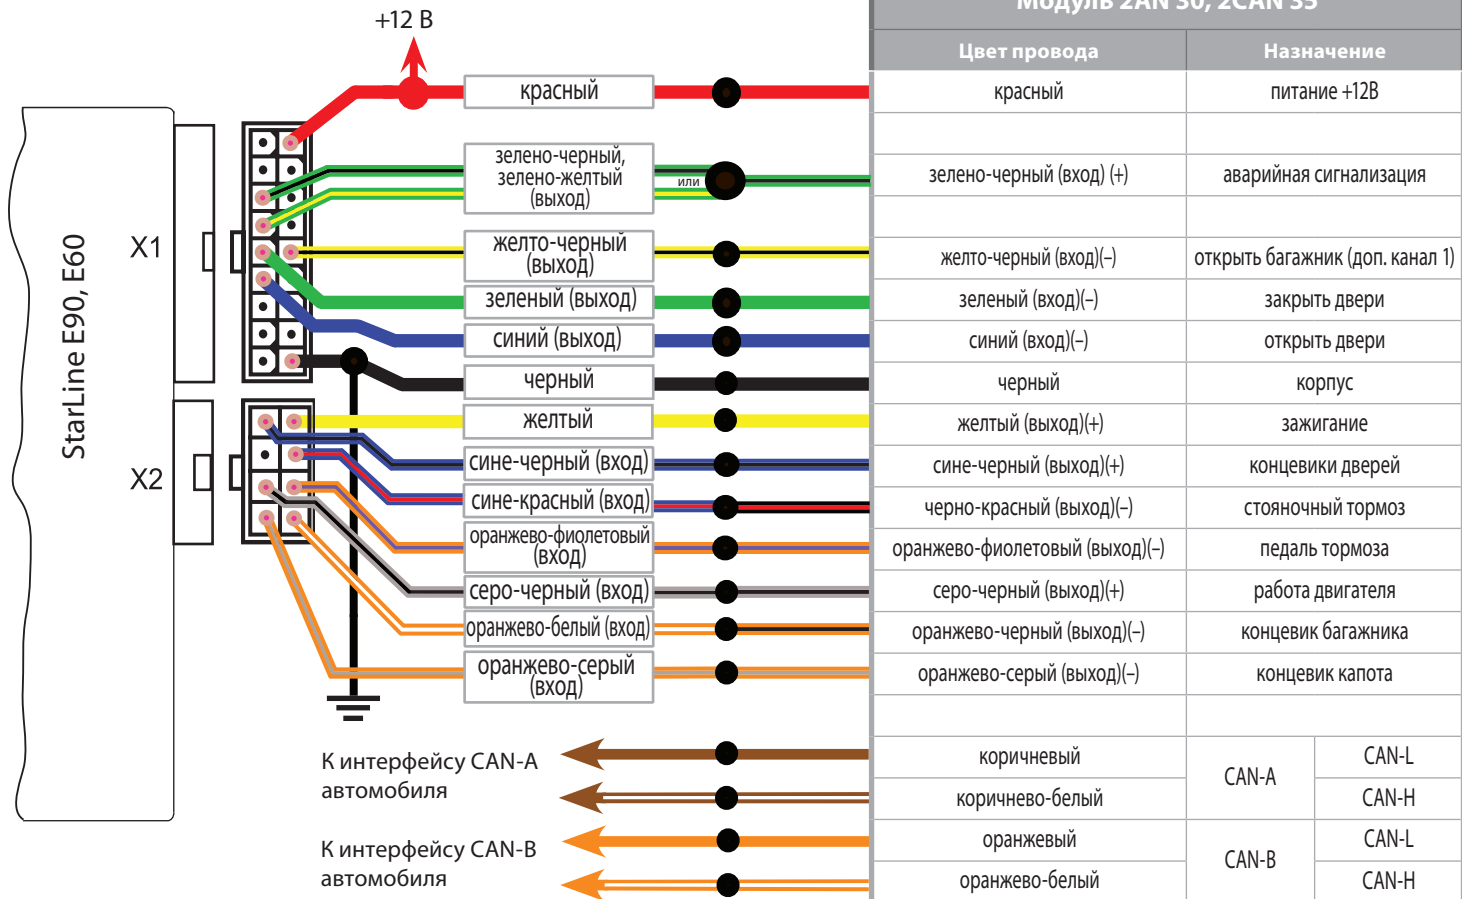 +12 В
Модуль 2AN 30, 2CAN 35
Цвет провода
Назначение
красный
красный
питание +12В
зелено-черный,
зелено-желтый
(выход)
или
зелено-черный (вход) (+)
аварийная сигнализация
StarLine E90, E60
X1
желто-черный
(выход)
желто-черный (вход)(–)
открыть багажник (доп. канал 1)
зеленый (выход)
зеленый (вход)(–)
закрыть двери
синий (выход)
синий (вход)(–)
открыть двери
черный
черный
корпус
желтый
желтый (выход)(+)
зажигание
X2
сине-черный (вход)
сине-черный (выход)(+)
концевики дверей
сине-красный (вход)
черно-красный (выход)(–)
стояночный тормоз
оранжево-фиолетовый
(вход)
оранжево-фиолетовый (выход)(–)
педаль тормоза
серо-черный (вход)
серо-черный (выход)(+)
работа двигателя
оранжево-белый (вход)
оранжево-черный (выход)(–)
концевик багажника
оранжево-серый
(вход)
оранжево-серый (выход)(–)
концевик капота
К интерфейсу CAN-A
автомобиля
коричневый
CAN-A
CAN-L
коричнево-белый
CAN-H
К интерфейсу CAN-B
автомобиля
оранжевый
CAN-B
CAN-L
оранжево-белый
CAN-H